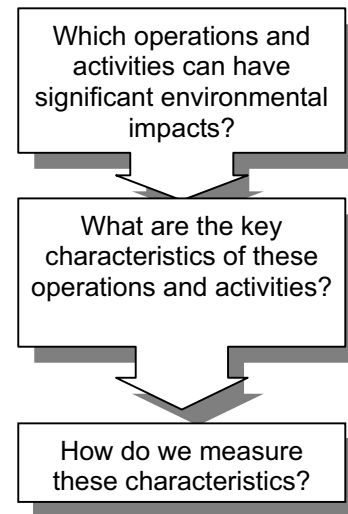 Which operations and
activities can have
significant environmental
impacts?
What are the key
characteristics of these
operations and activities?
How do we measure
these characteristics?